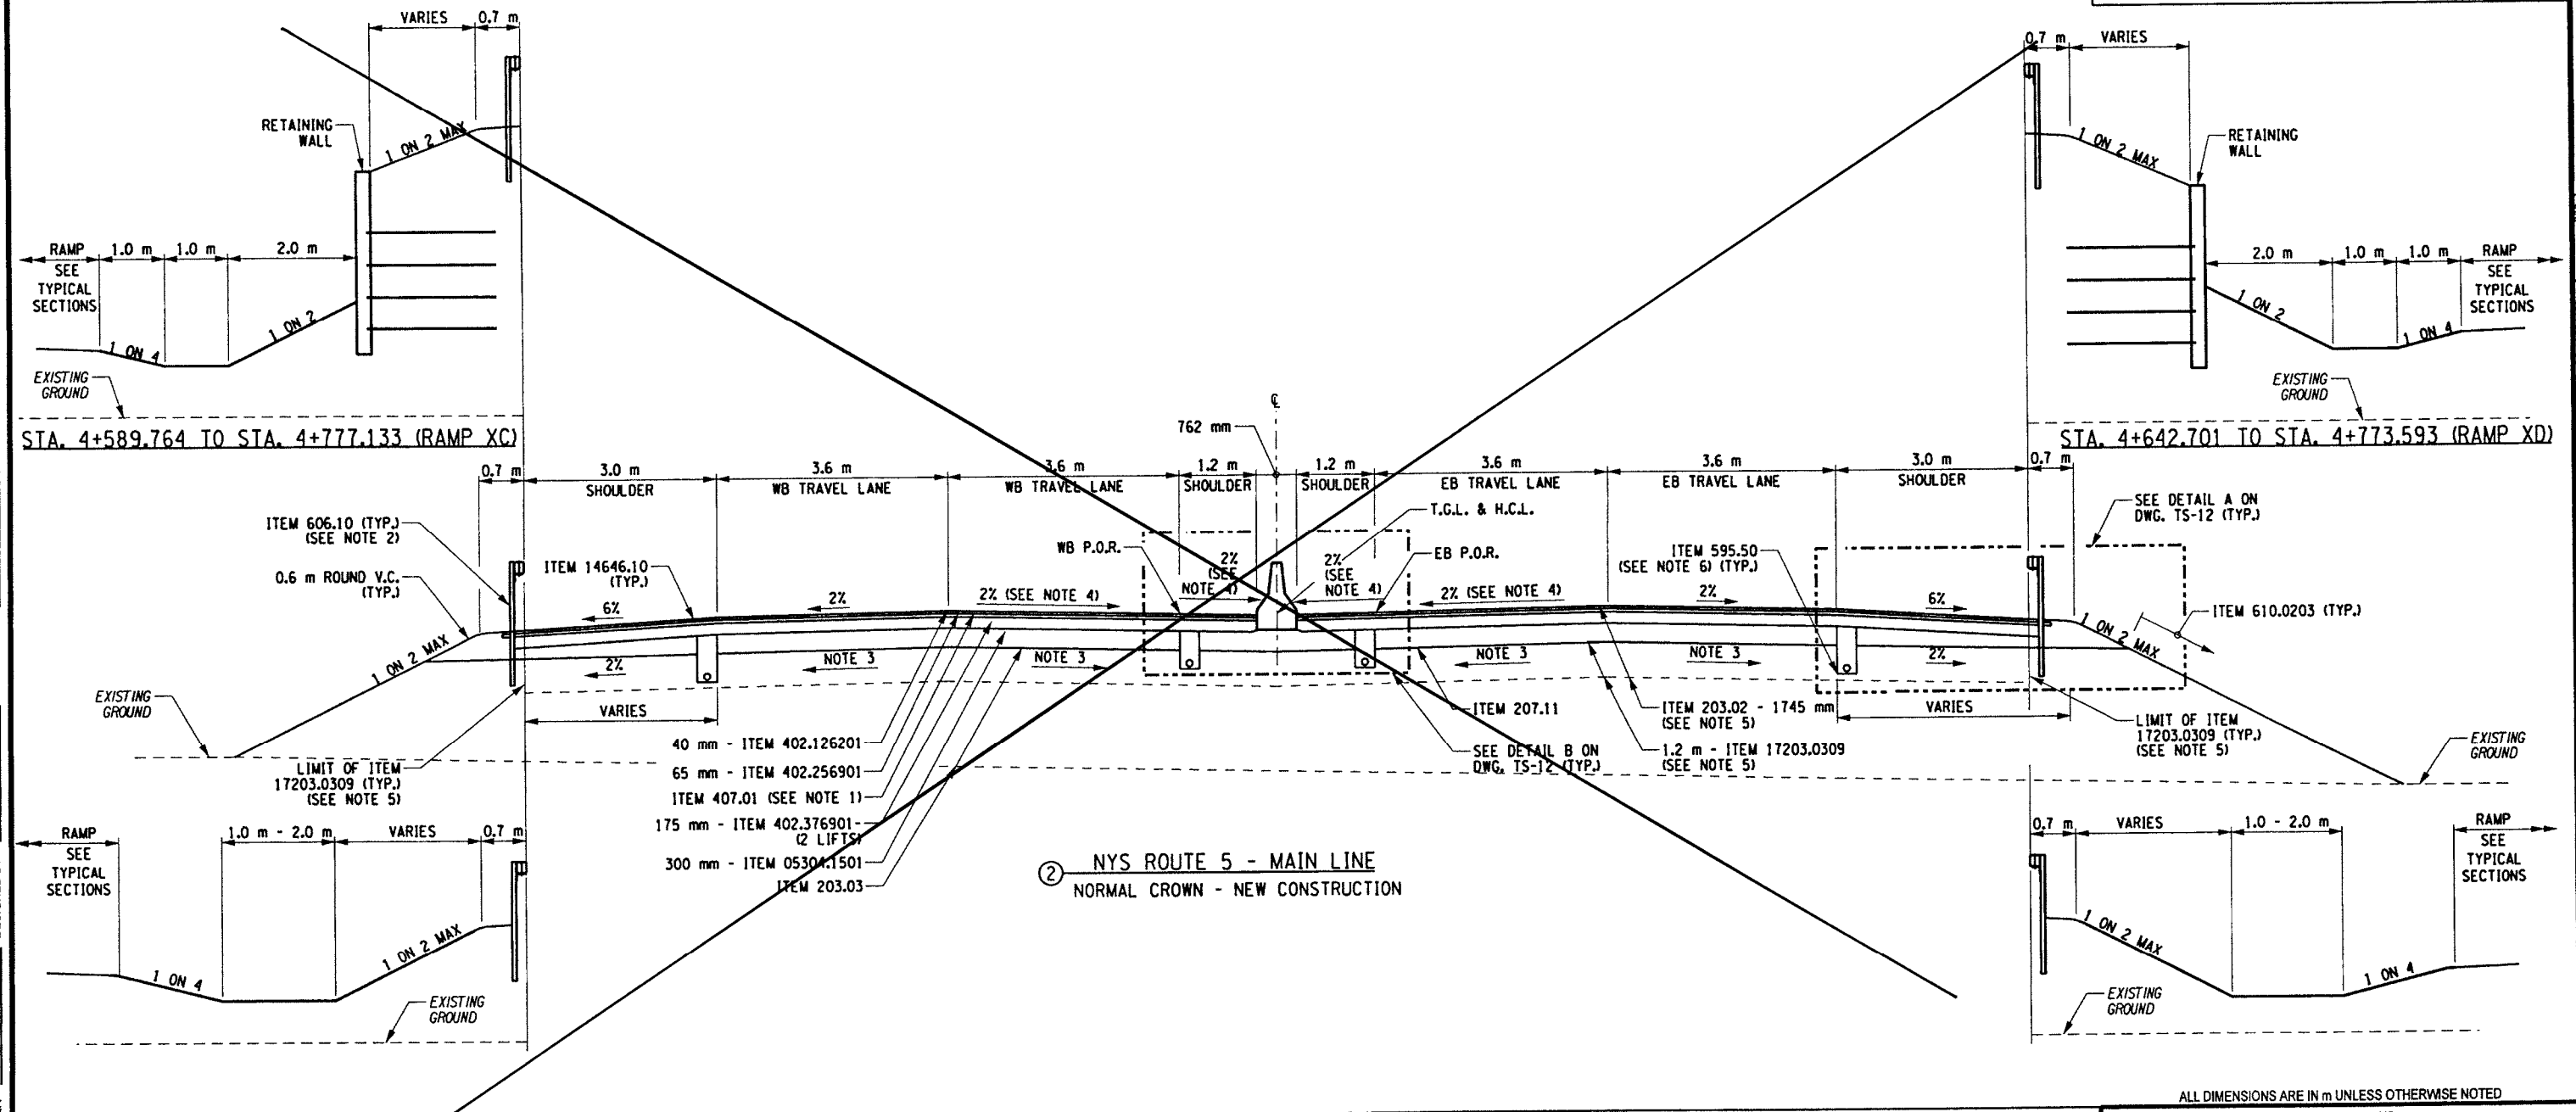 VARIES 0.7 m
0.7 m VARIES
RETAINING
WALL
1 ON 2 MAX
1 ON 2 MAX
RETAINING
WALL
RAMP 1.0 m 1.0 m 2.0 m
SEE
TYPICAL
SECTIONS
1 ON 2
1 ON 4
2.0 m 1.0 m 1.0 m RAMP
SEE
TYPICAL
SECTIONS
1 ON 2
1 ON 4
EXISTING
GROUND
EXISTING
GROUND
STA. 4+589.764 TO STA. 4+777.133 (RAMP XC)
STA. 4+642.701 TO STA. 4+773.593 (RAMP XD)
℄
762 mm
0.7 m 3.0 m 3.6 m 3.6 m 1.2 m 1.2 m 3.6 m 3.6 m 3.0 m 0.7 m
SHOULDER WB TRAVEL LANE WB TRAVEL LANE SHOULDER SHOULDER EB TRAVEL LANE EB TRAVEL LANE SHOULDER
ITEM 606.10 (TYP.)
(SEE NOTE 2)
0.6 m ROUND V.C.
(TYP.)
ITEM 14646.10
(TYP.)
WB P.O.R.
T.G.L. & H.C.L.
EB P.O.R.
2%
(SEE
NOTE 4)
2%
(SEE
NOTE 4)
ITEM 595.50
(SEE NOTE 6) (TYP.)
SEE DETAIL A ON
DWG. TS-12 (TYP.)
ITEM 610.0203 (TYP.)
6% 2% 2% (SEE NOTE 4) 2% (SEE NOTE 4) 2% 6%
1 ON 2 MAX
1 ON 2 MAX
2% NOTE 3 NOTE 3 NOTE 3 NOTE 3 2%
EXISTING
GROUND
VARIES
VARIES
40 mm - ITEM 402.126201
65 mm - ITEM 402.256901
ITEM 407.01 (SEE NOTE 1)
175 mm - ITEM 402.376901
(2 LIFTS)
300 mm - ITEM 05304.1501
ITEM 203.03
LIMIT OF ITEM
17203.0309 (TYP.)
(SEE NOTE 5)
ITEM 207.11
SEE DETAIL B ON
DWG. TS-12 (TYP.)
ITEM 203.02 - 1745 mm
(SEE NOTE 5)
1.2 m - ITEM 17203.0309
(SEE NOTE 5)
LIMIT OF ITEM
17203.0309 (TYP.)
(SEE NOTE 5)
EXISTING
GROUND
RAMP 1.0 m - 2.0 m VARIES 0.7 m
SEE
TYPICAL
SECTIONS
1 ON 4
1 ON 2 MAX
EXISTING
GROUND
2 NYS ROUTE 5 - MAIN LINE
NORMAL CROWN - NEW CONSTRUCTION
0.7 m VARIES 1.0 - 2.0 m RAMP
SEE
TYPICAL
SECTIONS
1 ON 2 MAX
1 ON 4
EXISTING
GROUND
ALL DIMENSIONS ARE IN m UNLESS OTHERWISE NOTED